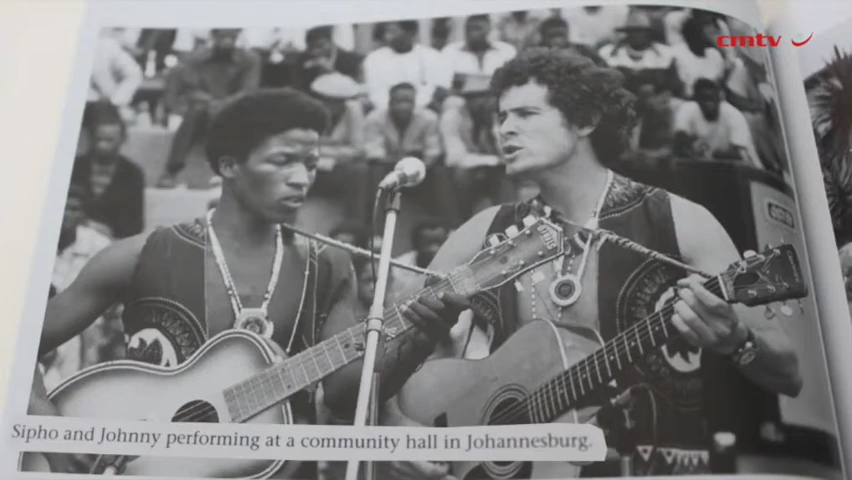 cmtv
Sipho and Johnny performing at a community hall in Johannesburg.